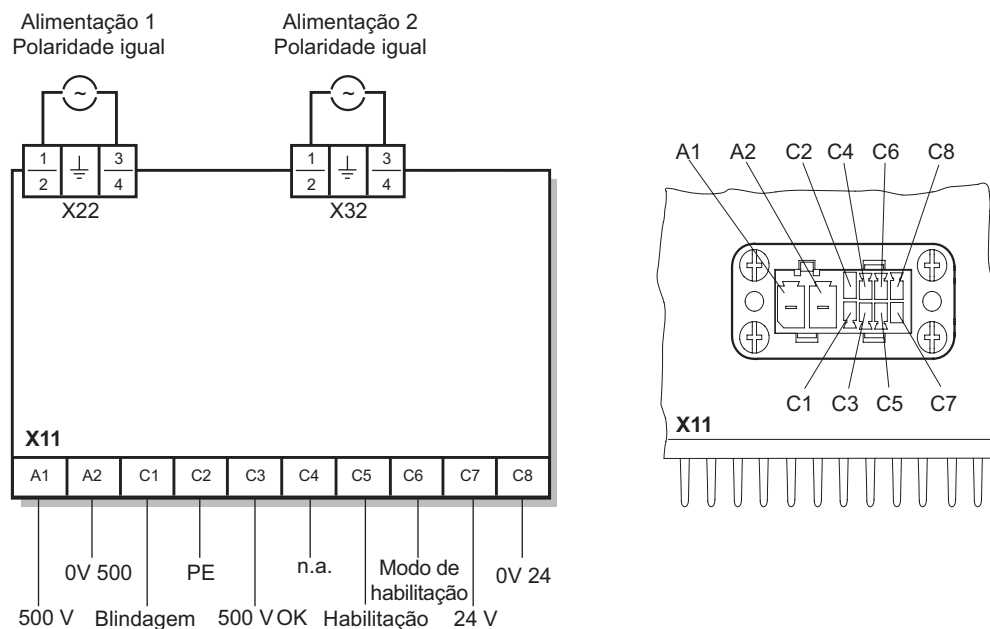 Alimentação 1
Polaridade igual
Alimentação 2
Polaridade igual
~
~
1
2
3
4
X22
1
2
3
4
X32
X11
A1 A2 C1 C2 C3 C4 C5 C6 C7 C8
0V 500
PE
n.a.
Modo de
habilitação
0V 24
500 V
Blindagem
500 V OK
Habilitação
24 V
A1 A2 C2 C4 C6 C8
C1 C3 C5 C7
X11